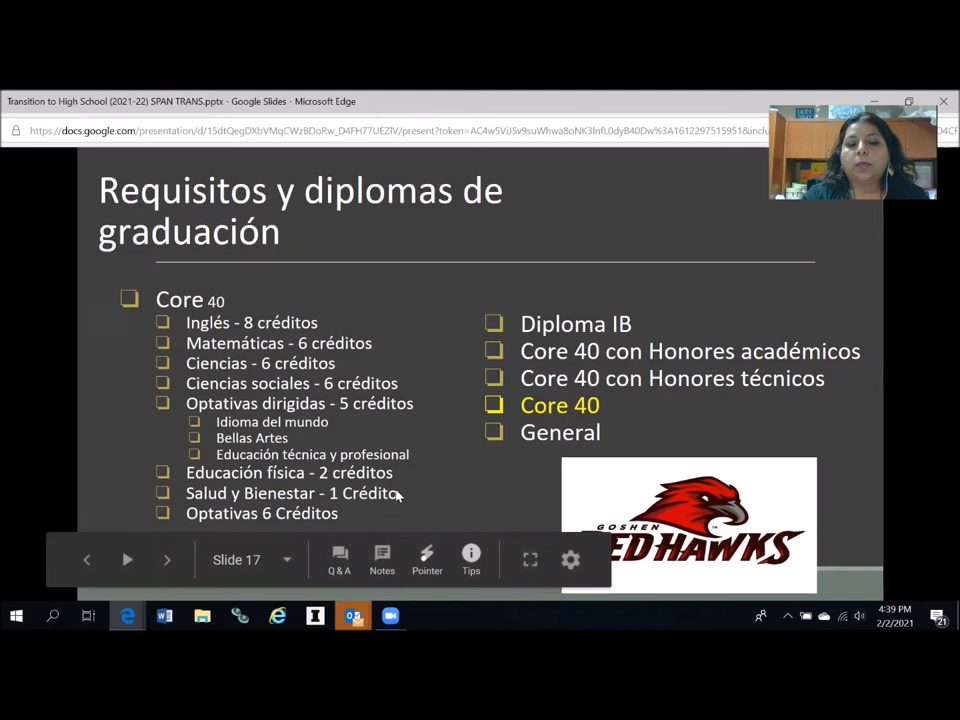 Transition to High School (2021-22) SPAN TRANS.pptx - Google Slides - Microsoft Edge
Requisitos y diplomas de
graduación
Core 40
Inglés - 8 créditos
Matemáticas - 6 créditos
Ciencias - 6 créditos
Ciencias sociales - 6 créditos
Optativas dirigidas - 5 créditos
Idioma del mundo
Bellas Artes
Educación técnica y profesional
Educación física - 2 créditos
Salud y Bienestar - 1 Crédito
Optativas 6 Créditos
Diploma IB
Core 40 con Honores académicos
Core 40 con Honores técnicos
Core 40
General
GOSHEN
Slide 17
Q & A
Notes
Pointer
Tips
4:39 PM
2/2/2021
21